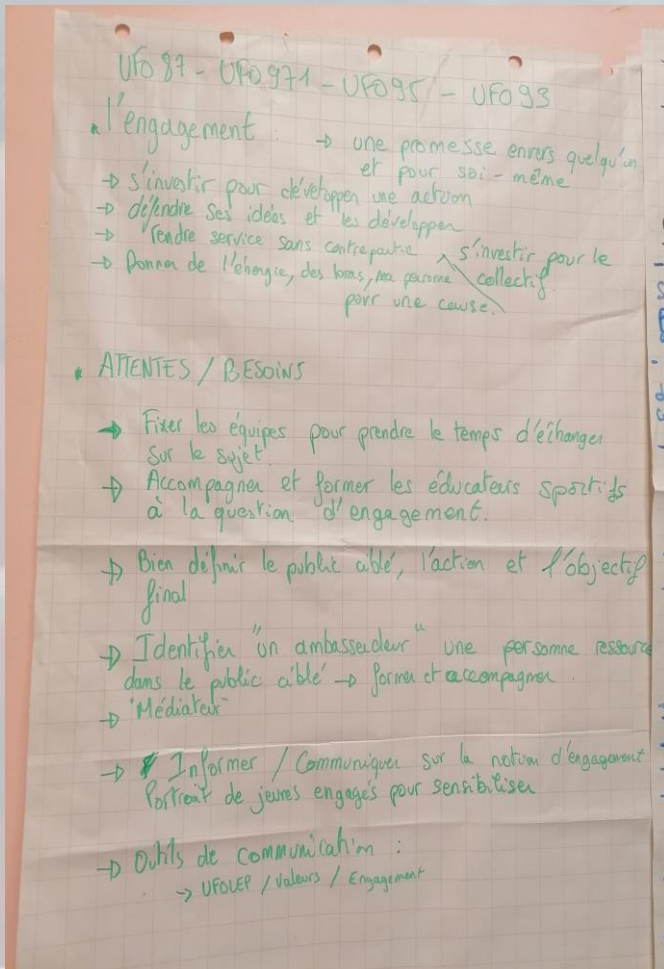 UFO 87 - UFO 971 - UFO 95 - UFO 93
• l'engagement : → une promesse envers quelqu'un
et pour soi-même
→ s'investir pour développer une action
→ défendre ses idées et les développer
→ rendre service sans contrepartie
→ Donner de l'énergie, des
s'investir pour le
collectif
pour une cause.
• ATTENTES / BESOINS
→ Fixer les équipes pour prendre le temps d'échanger
sur le sujet
→ Accompagner et former les éducateurs sportifs
à la question d'engagement.
→ Bien définir le public ciblé, l'action et l'objectif
final
→ Identifier "un ambassadeur" une personne ressource
dans le public ciblé → former et accompagner.
→ "Médiateur"
→ Informer / Communiquer sur la notion d'engagement
Portrait de jeunes engagés pour sensibiliser
→ Outils de communication :
→ UFOLEP / Valeurs / Engagement